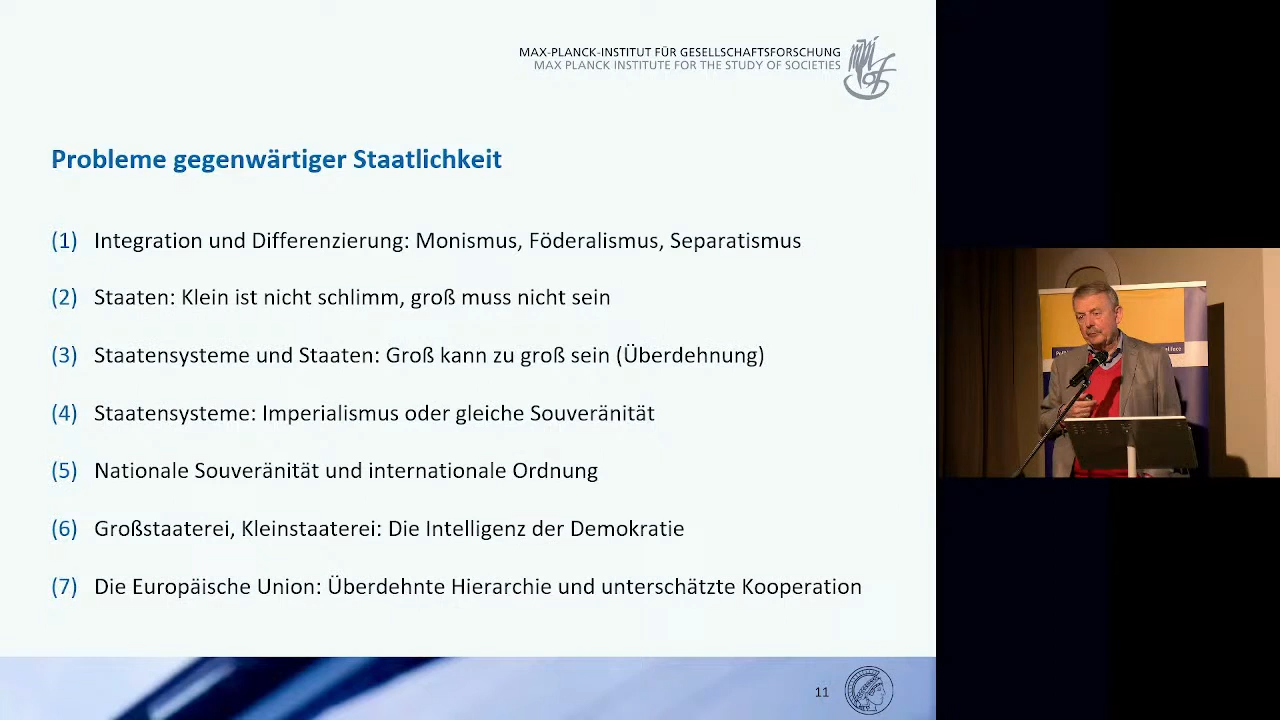 MAX-PLANCK-INSTITUT FÜR GESELLSCHAFTSFORSCHUNG
MAX PLANCK INSTITUTE FOR THE STUDY OF SOCIETIES
Probleme gegenwärtiger Staatlichkeit
(1) Integration und Differenzierung: Monismus, Föderalismus, Separatismus
(2) Staaten: Klein ist nicht schlimm, groß muss nicht sein
(3) Staatensysteme und Staaten: Groß kann zu groß sein (Überdehnung)
(4) Staatensysteme: Imperialismus oder gleiche Souveränität
(5) Nationale Souveränität und internationale Ordnung
(6) Großstaaterei, Kleinstaaterei: Die Intelligenz der Demokratie
(7) Die Europäische Union: Überdehnte Hierarchie und unterschätzte Kooperation
11